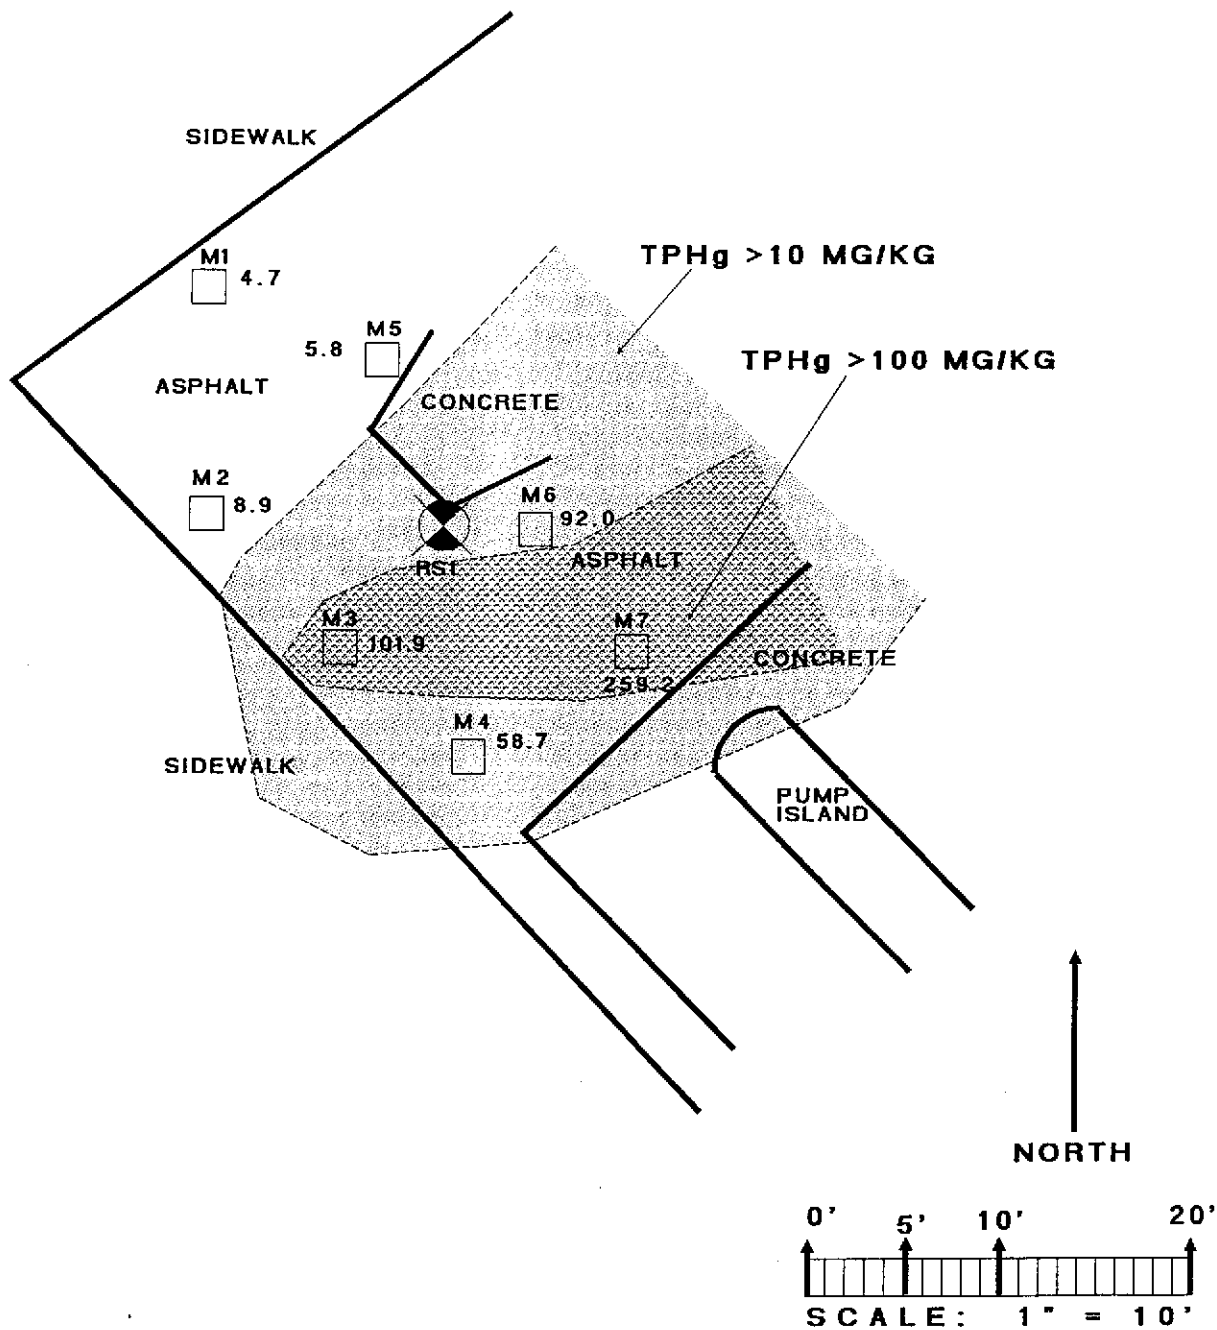 SIDEWALK
M1
4.7
TPHg >10 MG/KG
M5
5.8
TPHg >100 MG/KG
ASPHALT
CONCRETE
M2
8.9
M6
92.0
ASPHALT
RS1
M3
101.9
M7
259.2
CONCRETE
M4
58.7
SIDEWALK
PUMP
ISLAND
NORTH
0' 5' 10' 20'
SCALE: 1" = 10'